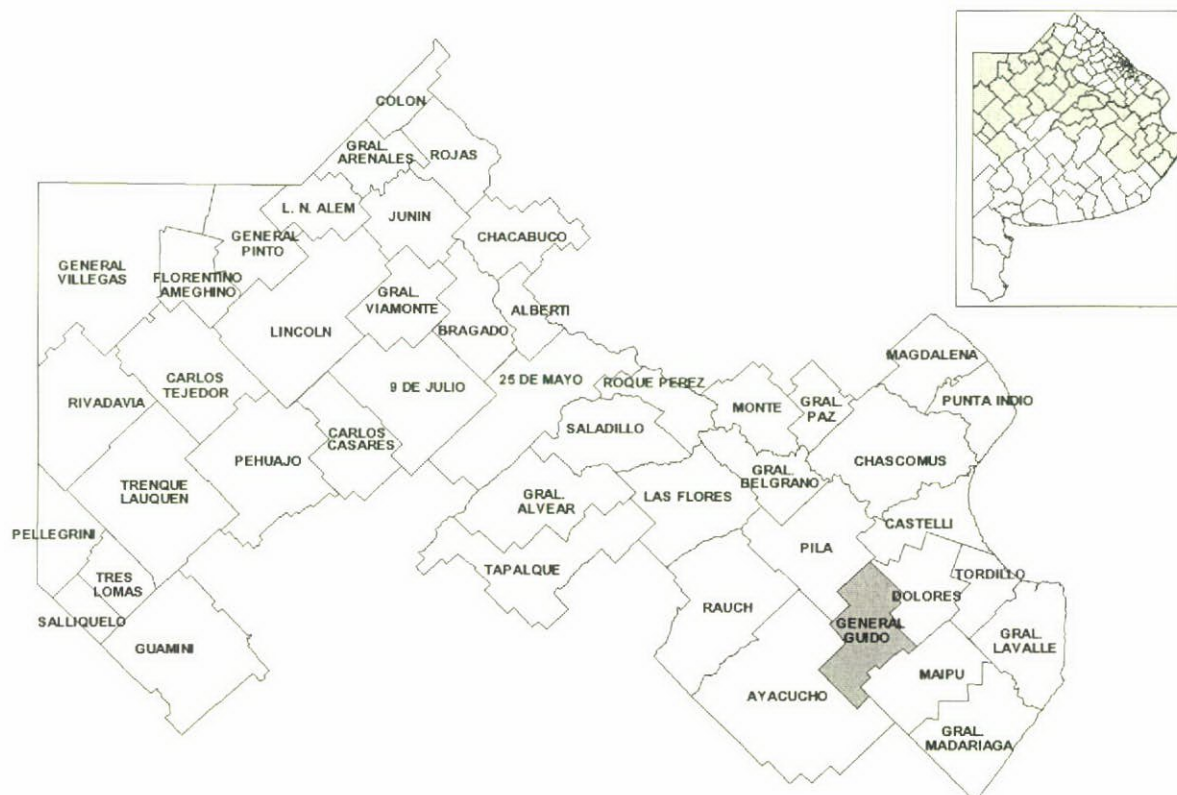 COLON
GRAL.
ARENALES
ROJAS
L. N. ALEM
JUNIN
CHACABUCO
GENERAL
PINTO
GENERAL
VILLEGAS
FLORENTINO
AMEGHINO
GRAL.
VIAMONTE
ALBERTI
LINCOLN
BRAGADO
MAGDALENA
CARLOS
TEJEDOR
9 DE JULIO
25 DE MAYO
ROQUE PEREZ
RIVADAVIA
MONTE
GRAL.
PAZ
PUNTA INDIO
SALADILLO
CARLOS
CASARES
PEHUAJO
CHASCOMUS
TRENQUE
LAUQUEN
GRAL.
BELGRANO
GRAL.
ALVEAR
LAS FLORES
CASTELLI
PELLEGRINI
PILA
TAPALQUE
TRES
LOMAS
TORDILLO
DOLORES
RAUCH
SALLIQUELO
GENERAL
GUIDO
GUAMINI
GRAL.
LAVALLE
MAIPU
AYACUCHO
GRAL.
MADARIAGA